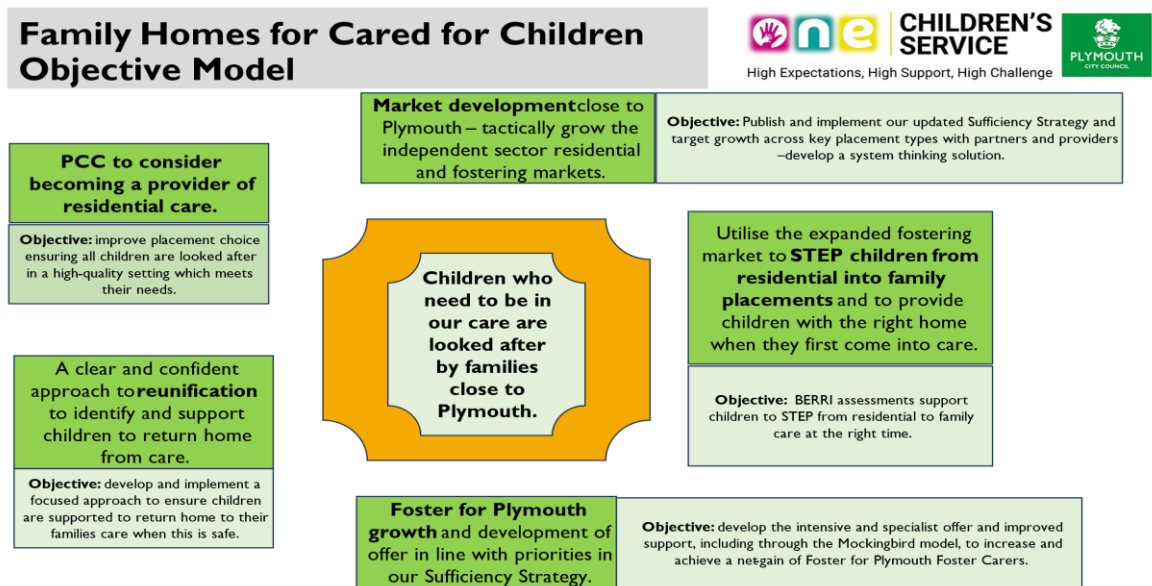 Family Homes for Cared for Children
Objective Model
one
CHILDREN'S
SERVICE
High Expectations, High Support, High Challenge
PLYMOUTH
CITY COUNCIL
Market developmentclose to
Plymouth – tactically grow the
independent sector residential
and fostering markets.
Objective: Publish and implement our updated Sufficiency Strategy and
target growth across key placement types with partners and providers
–develop a system thinking solution.
PCC to consider
becoming a provider of
residential care.
Objective: improve placement choice
ensuring all children are looked after
in a high-quality setting which meets
their needs.
Children who
need to be in
our care are
looked after
by families
close to
Plymouth.
Utilise the expanded fostering
market to STEP children from
residential into family
placements and to provide
children with the right home
when they first come into care.
Objective: BERRI assessments support
children to STEP from residential to family
care at the right time.
A clear and confident
approach to reunification
to identify and support
children to return home
from care.
Objective: develop and implement a
focused approach to ensure children
are supported to return home to their
families care when this is safe.
Foster for Plymouth
growth and development of
offer in line with priorities in
our Sufficiency Strategy.
Objective: develop the intensive and specialist offer and improved
support, including through the Mockingbird model, to increase and
achieve a net-gain of Foster for Plymouth Foster Carers.